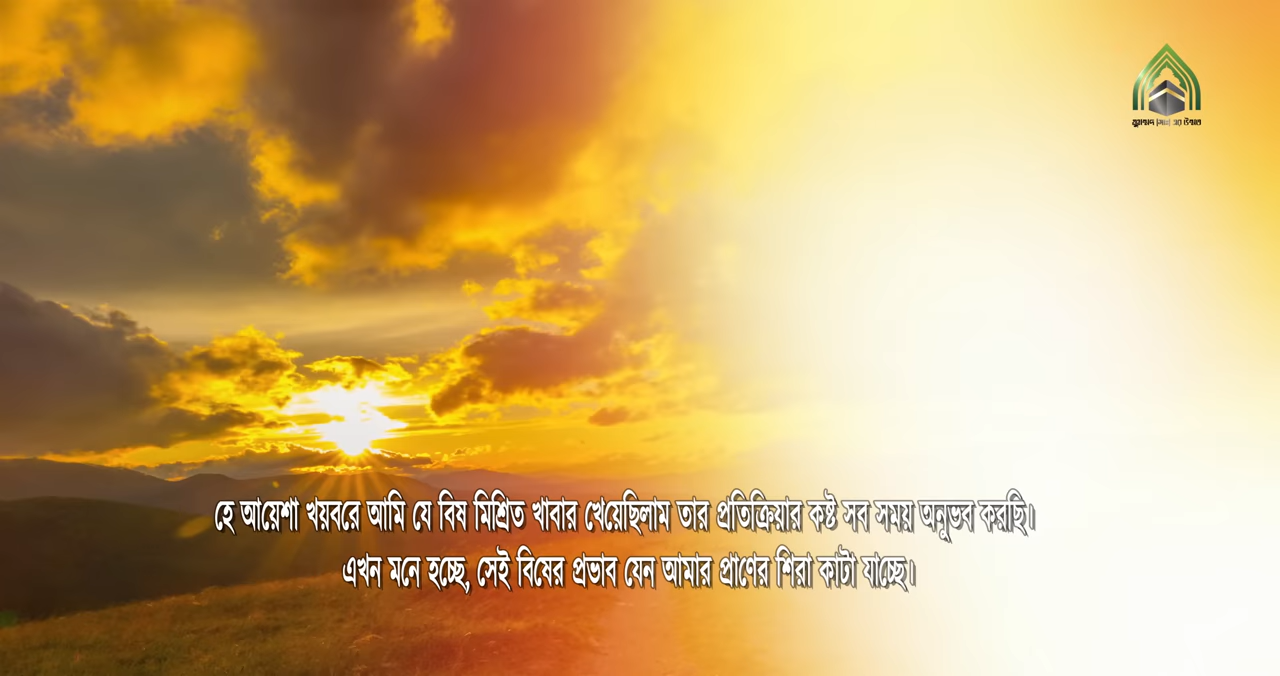 হে আয়েশা খয়বরে আমি যে বিষ মিশ্রিত খাবার খেয়েছিলাম তার প্রতিক্রিয়ার কষ্ট সব সময় অনুভব করছি।
এখন মনে হচ্ছে, সেই বিষের প্রভাব যেন আমার প্রাণের শিরা কাটা যাচ্ছে।